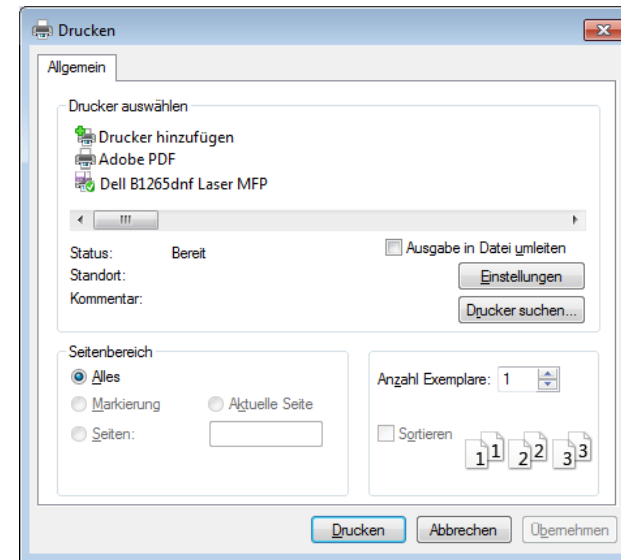 Drucken
Allgemein
Drucker auswählen
Drucker hinzufügen
Adobe PDF
Dell B1265dnf Laser MFP
Status: Bereit
Ausgabe in Datei umleiten
Standort:
Einstellungen
Kommentar:
Drucker suchen...
Seitenbereich
Alles
Markierung
Aktuelle Seite
Seiten:
Anzahl Exemplare: 1
Sortieren
1 1 2 2 3 3
Drucken Abbrechen Übernehmen